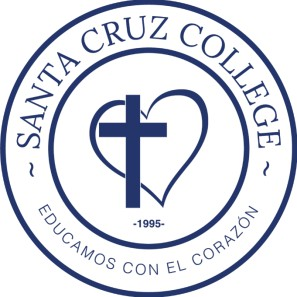 ~ SANTA CRUZ COLLEGE ~
-1995-
EDUCAMOS CON EL CORAZÓN